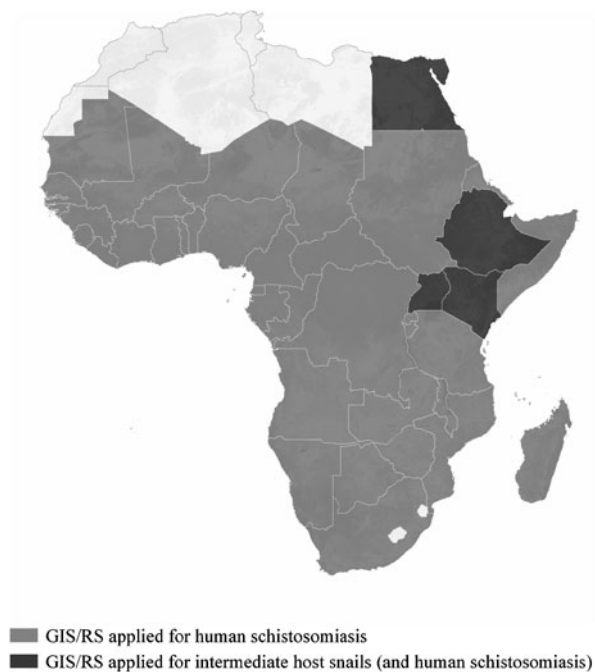 GIS/RS applied for human schistosomiasis
GIS/RS applied for intermediate host snails (and human schistosomiasis)